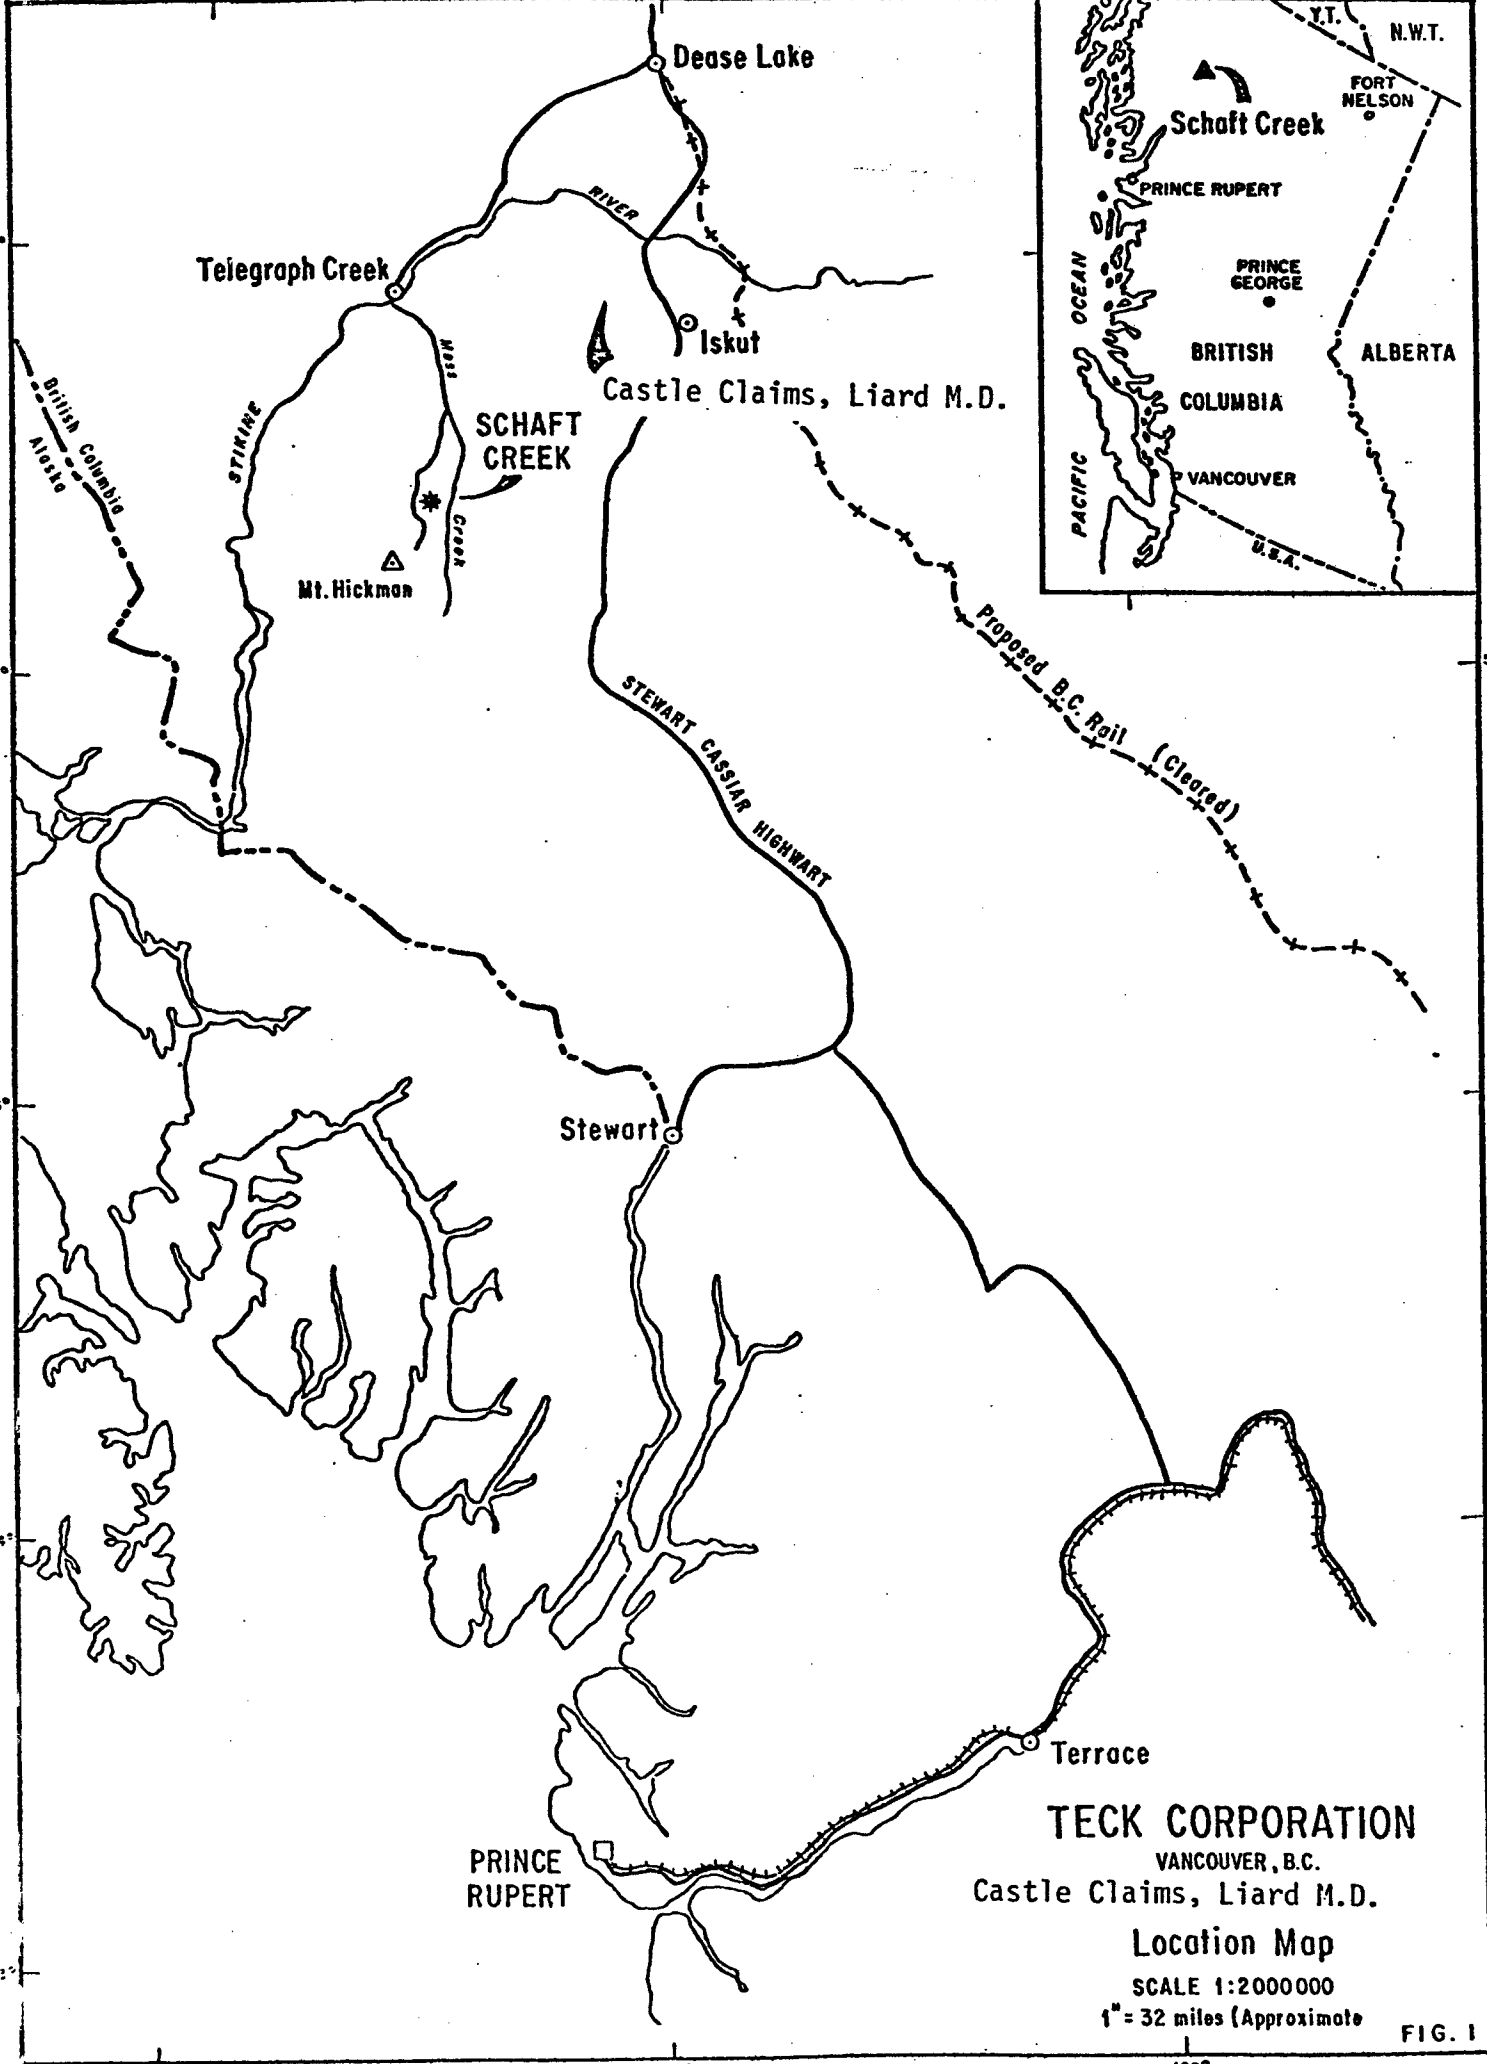 Dease Lake
RIVER
Telegraph Creek
Iskut
Castle Claims, Liard M.D.
Mess
Creek
SCHAFT
CREEK
STIKINE
British Columbia
Alaska
Mt. Hickman
Proposed B.C. Rail (Cleared)
STEWART CASSIAR HIGHWART
Stewart
Terrace
PRINCE
RUPERT
Y.T.
N.W.T.
FORT
NELSON
Schaft Creek
PRINCE RUPERT
PRINCE
GEORGE
PACIFIC OCEAN
BRITISH
COLUMBIA
ALBERTA
VANCOUVER
U.S.A.
TECK CORPORATION
VANCOUVER, B.C.
Castle Claims, Liard M.D.
Location Map
SCALE 1:2000000
1"= 32 miles (Approximate
FIG. 1